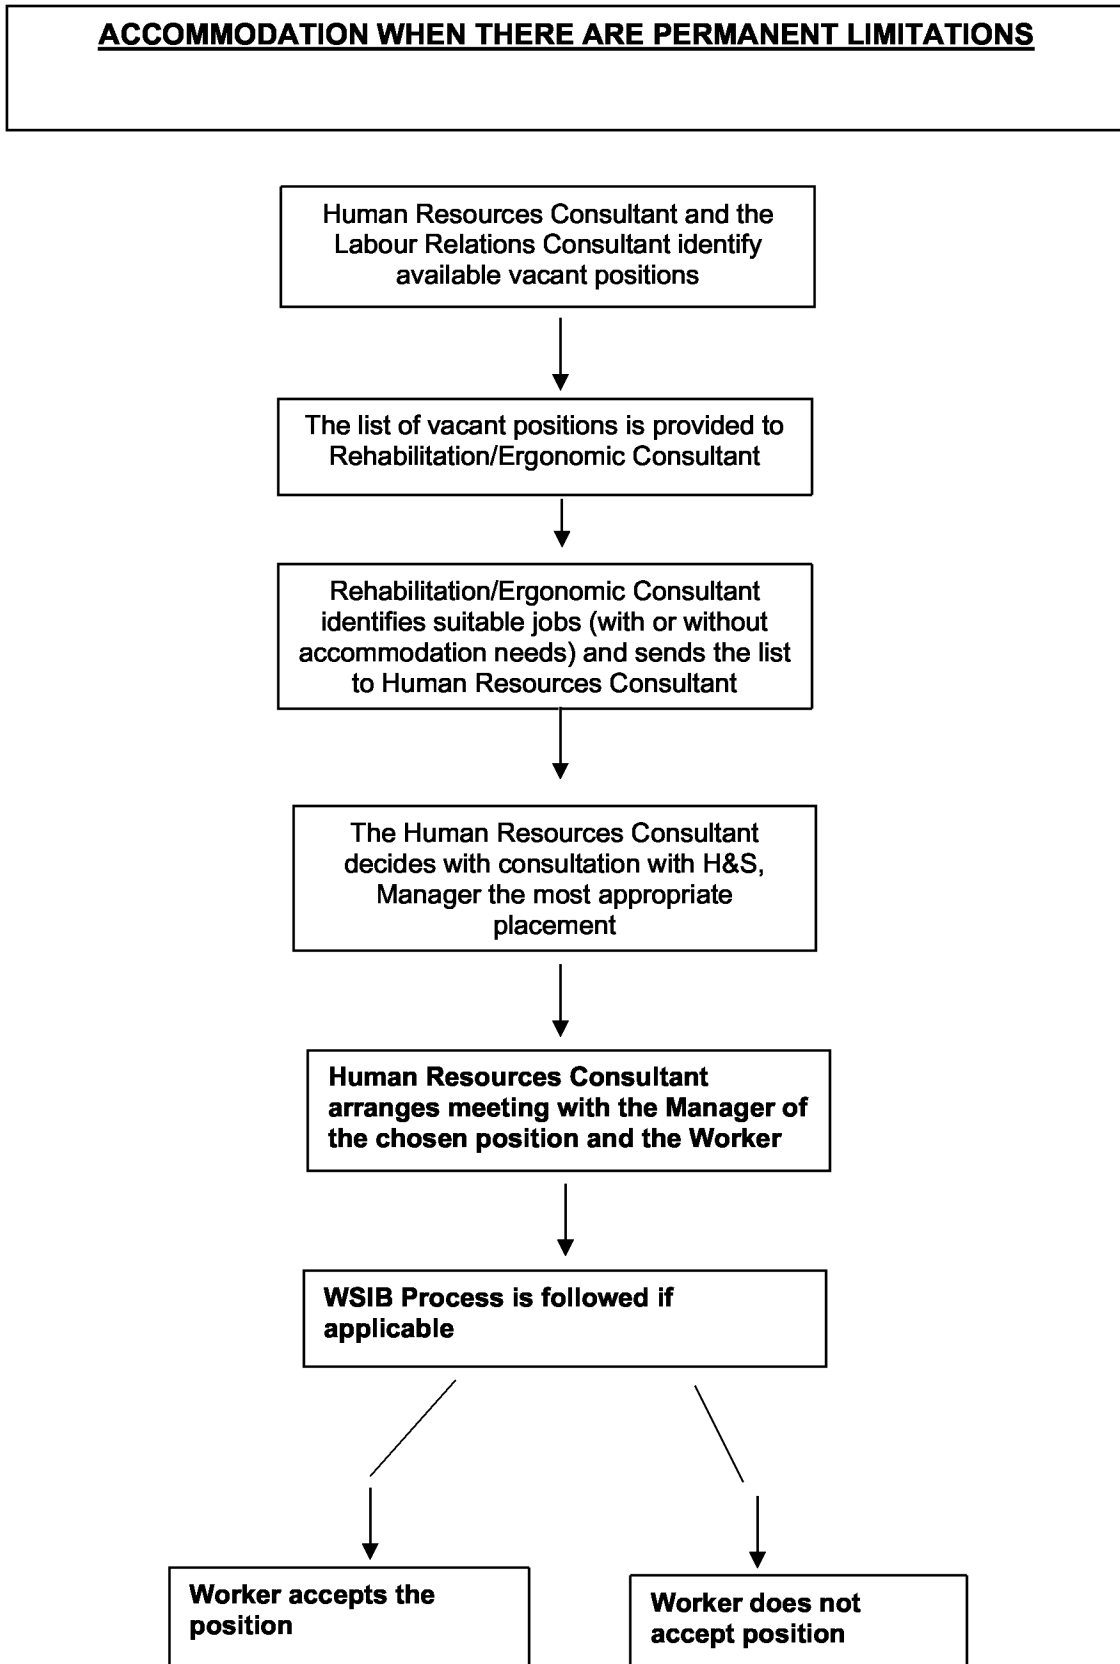 ACCOMMODATION WHEN THERE ARE PERMANENT LIMITATIONS
Human Resources Consultant and the
Labour Relations Consultant identify
available vacant positions
The list of vacant positions is provided to
Rehabilitation/Ergonomic Consultant
Rehabilitation/Ergonomic Consultant
identifies suitable jobs (with or without
accommodation needs) and sends the list
to Human Resources Consultant
The Human Resources Consultant
decides with consultation with H&S,
Manager the most appropriate
placement
Human Resources Consultant
arranges meeting with the Manager of
the chosen position and the Worker
WSIB Process is followed if
applicable
Worker accepts the
position
Worker does not
accept position